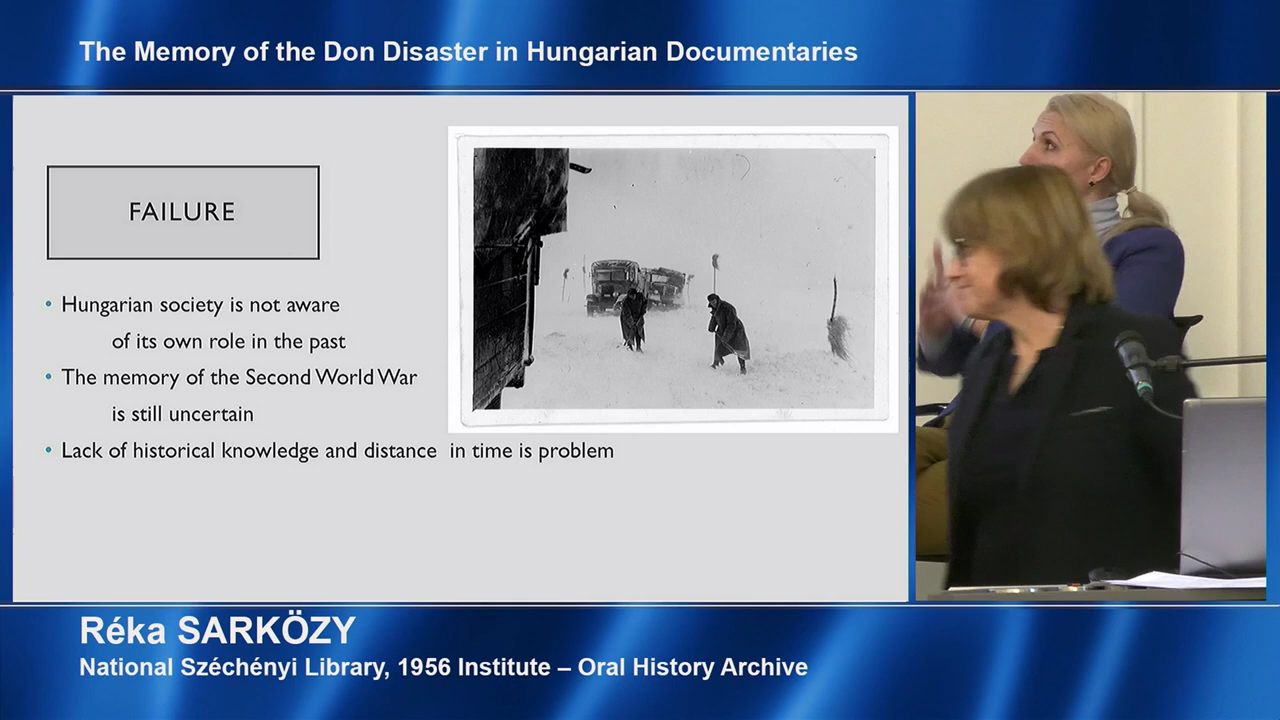 The Memory of the Don Disaster in Hungarian Documentaries
FAILURE
• Hungarian society is not aware
of its own role in the past
• The memory of the Second World War
is still uncertain
• Lack of historical knowledge and distance in time is problem
Réka SARKÖZY
National Széchényi Library, 1956 Institute – Oral History Archive